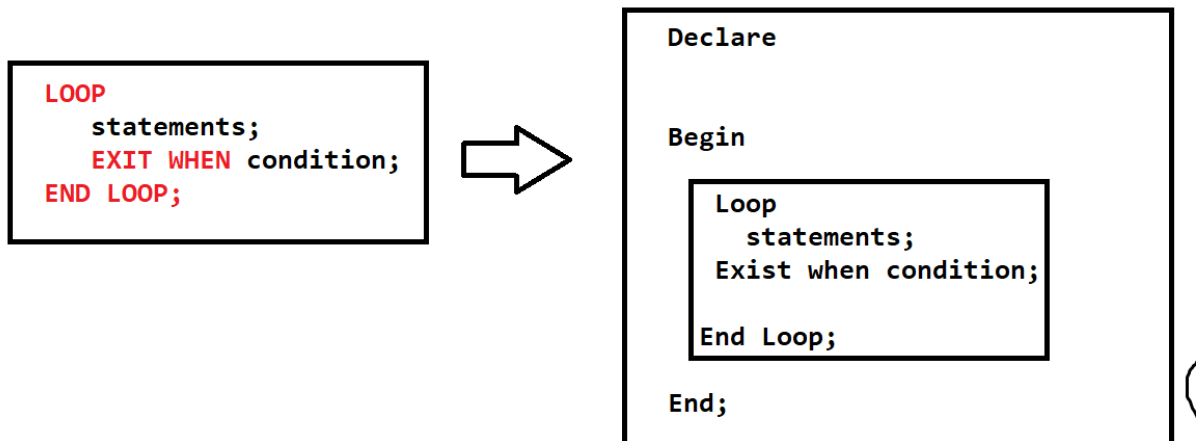 LOOP
statements;
EXIT WHEN condition;
END LOOP;
Declare
Begin
Loop
statements;
Exist when condition;
End Loop;
End;